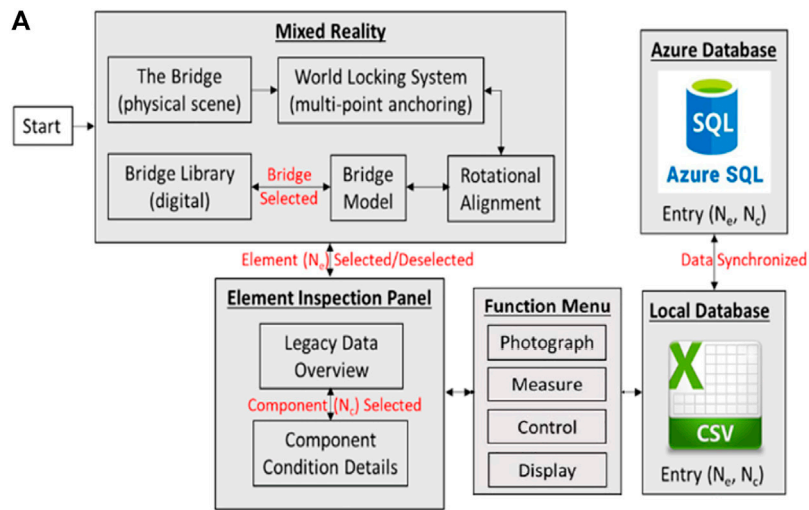 A
Mixed Reality
The Bridge
(physical scene)
World Locking System
(multi-point anchoring)
Start
Bridge Library
(digital)
Bridge
Selected
Bridge
Model
Rotational
Alignment
Azure Database
SQL
Azure SQL
Entry (Nₑ, N꜀)
Element (Nₑ) Selected/Deselected
Data Synchronized
Element Inspection Panel
Legacy Data
Overview
Component (N꜀) Selected
Component
Condition Details
Function Menu
Photograph
Measure
Control
Display
Local Database
X
CSV
Entry (Nₑ, N꜀)